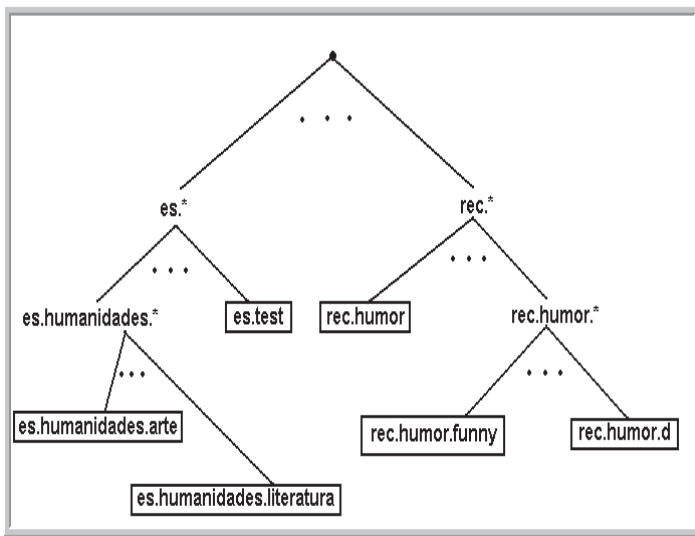 es.*
rec.*
es.humanidades.*
es.test
rec.humor
rec.humor.*
es.humanidades.arte
rec.humor.funny
rec.humor.d
es.humanidades.literatura